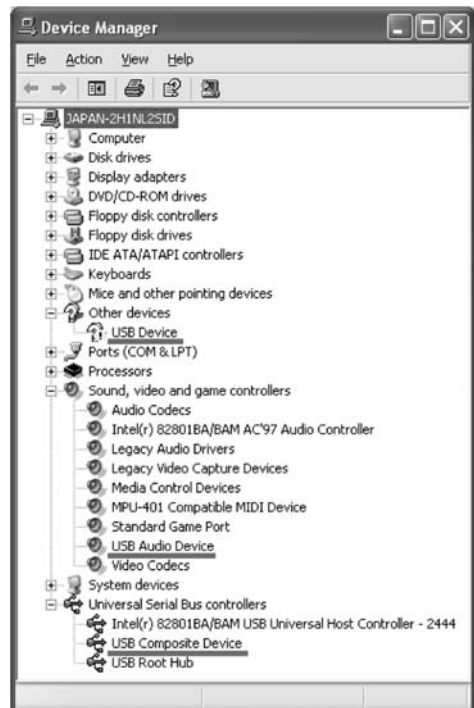 Device Manager
File Action View Help
JAPAN-2H1NL2SID
Computer
Disk drives
Display adapters
DVD/CD-ROM drives
Floppy disk controllers
Floppy disk drives
IDE ATA/ATAPI controllers
Keyboards
Mice and other pointing devices
Other devices
USB Device
Ports (COM & LPT)
Processors
Sound, video and game controllers
Audio Codecs
Intel(r) 82801BA/BAM AC'97 Audio Controller
Legacy Audio Drivers
Legacy Video Capture Devices
Media Control Devices
MPU-401 Compatible MIDI Device
Standard Game Port
USB Audio Device
Video Codecs
System devices
Universal Serial Bus controllers
Intel(r) 82801BA/BAM USB Universal Host Controller - 2444
USB Composite Device
USB Root Hub